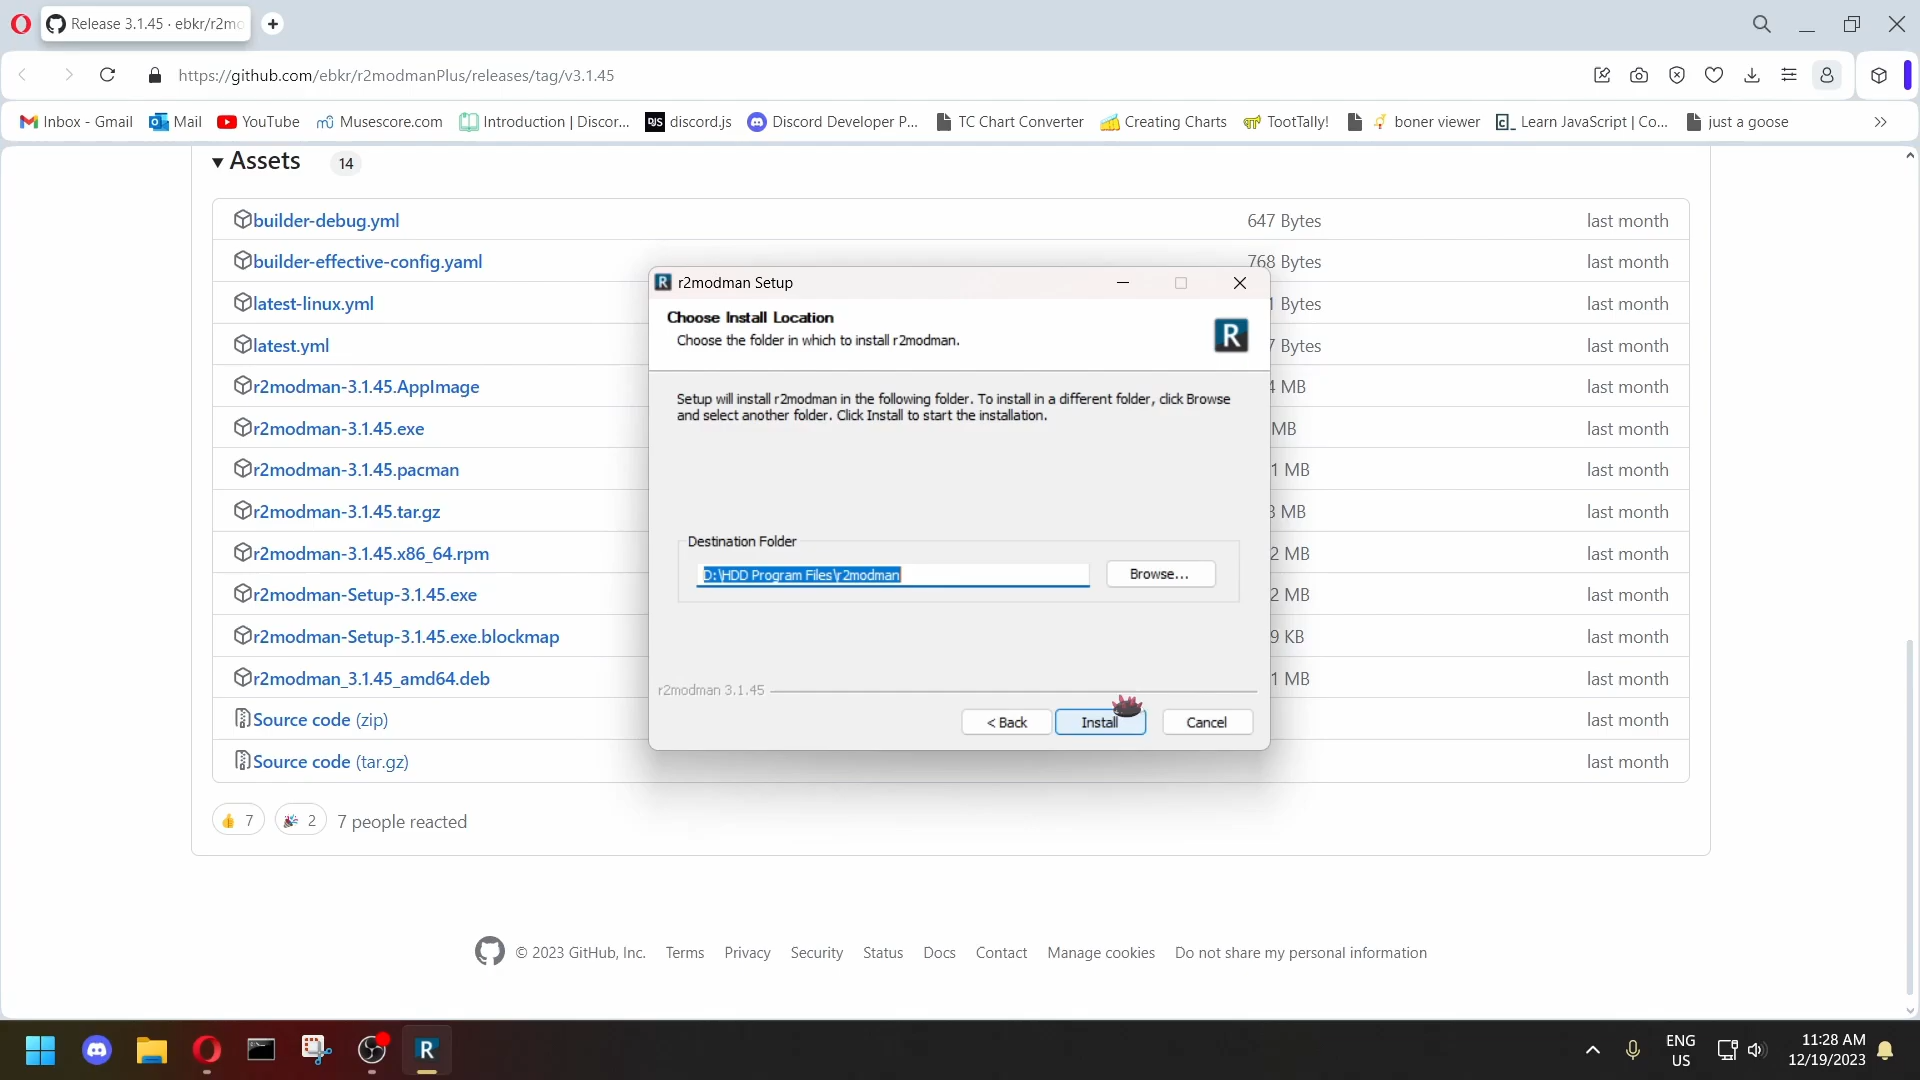 Release 3.1.45 · ebkr/r2mo
https://github.com/ebkr/r2modmanPlus/releases/tag/v3.1.45
Inbox - Gmail
Mail
YouTube
Musescore.com
Introduction | Discor...
DJS discord.js
Discord Developer P...
TC Chart Converter
Creating Charts
TootTally!
boner viewer
Learn JavaScript | Co...
just a goose
Assets 14
builder-debug.yml 647 Bytes last month
builder-effective-config.yaml 768 Bytes last month
latest-linux.yml 1 Bytes last month
latest.yml 7 Bytes last month
r2modman-3.1.45.AppImage 4 MB last month
r2modman-3.1.45.exe MB last month
r2modman-3.1.45.pacman 1 MB last month
r2modman-3.1.45.tar.gz 3 MB last month
r2modman-3.1.45.x86_64.rpm 2 MB last month
r2modman-Setup-3.1.45.exe 2 MB last month
r2modman-Setup-3.1.45.exe.blockmap 9 KB last month
r2modman_3.1.45_amd64.deb 1 MB last month
Source code (zip) last month
Source code (tar.gz) last month
7 2 7 people reacted
R r2modman Setup
Choose Install Location
Choose the folder in which to install r2modman.
R
Setup will install r2modman in the following folder. To install in a different folder, click Browse
and select another folder. Click Install to start the installation.
Destination Folder
D:\HDD Program Files\r2modman
Browse...
r2modman 3.1.45
< Back
Install
Cancel
© 2023 GitHub, Inc. Terms Privacy Security Status Docs Contact Manage cookies Do not share my personal information
R
ENG
US
11:28 AM
12/19/2023